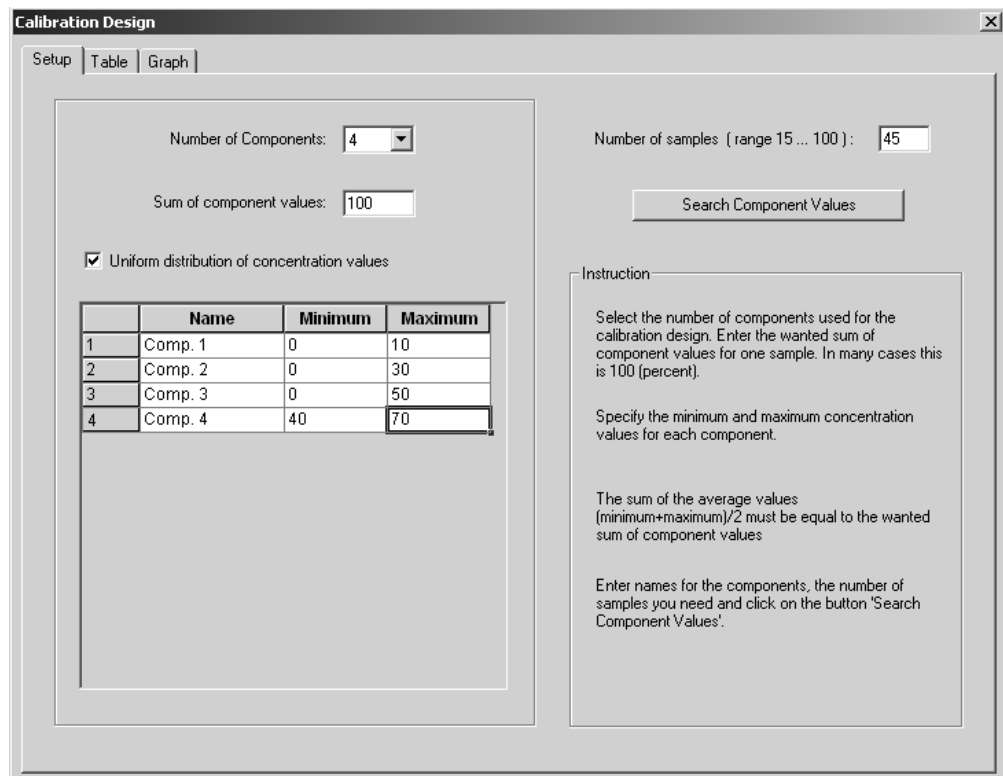 Calibration Design
Setup Table Graph
Number of Components: 4
Sum of component values: 100
Uniform distribution of concentration values
Name Minimum Maximum
1 Comp. 1 0 10
2 Comp. 2 0 30
3 Comp. 3 0 50
4 Comp. 4 40 70
Number of samples ( range 15 ... 100 ) : 45
Search Component Values
Instruction
Select the number of components used for the
calibration design. Enter the wanted sum of
component values for one sample. In many cases this
is 100 (percent).
Specify the minimum and maximum concentration
values for each component.
The sum of the average values
(minimum+maximum)/2 must be equal to the wanted
sum of component values
Enter names for the components, the number of
samples you need and click on the button 'Search
Component Values'.